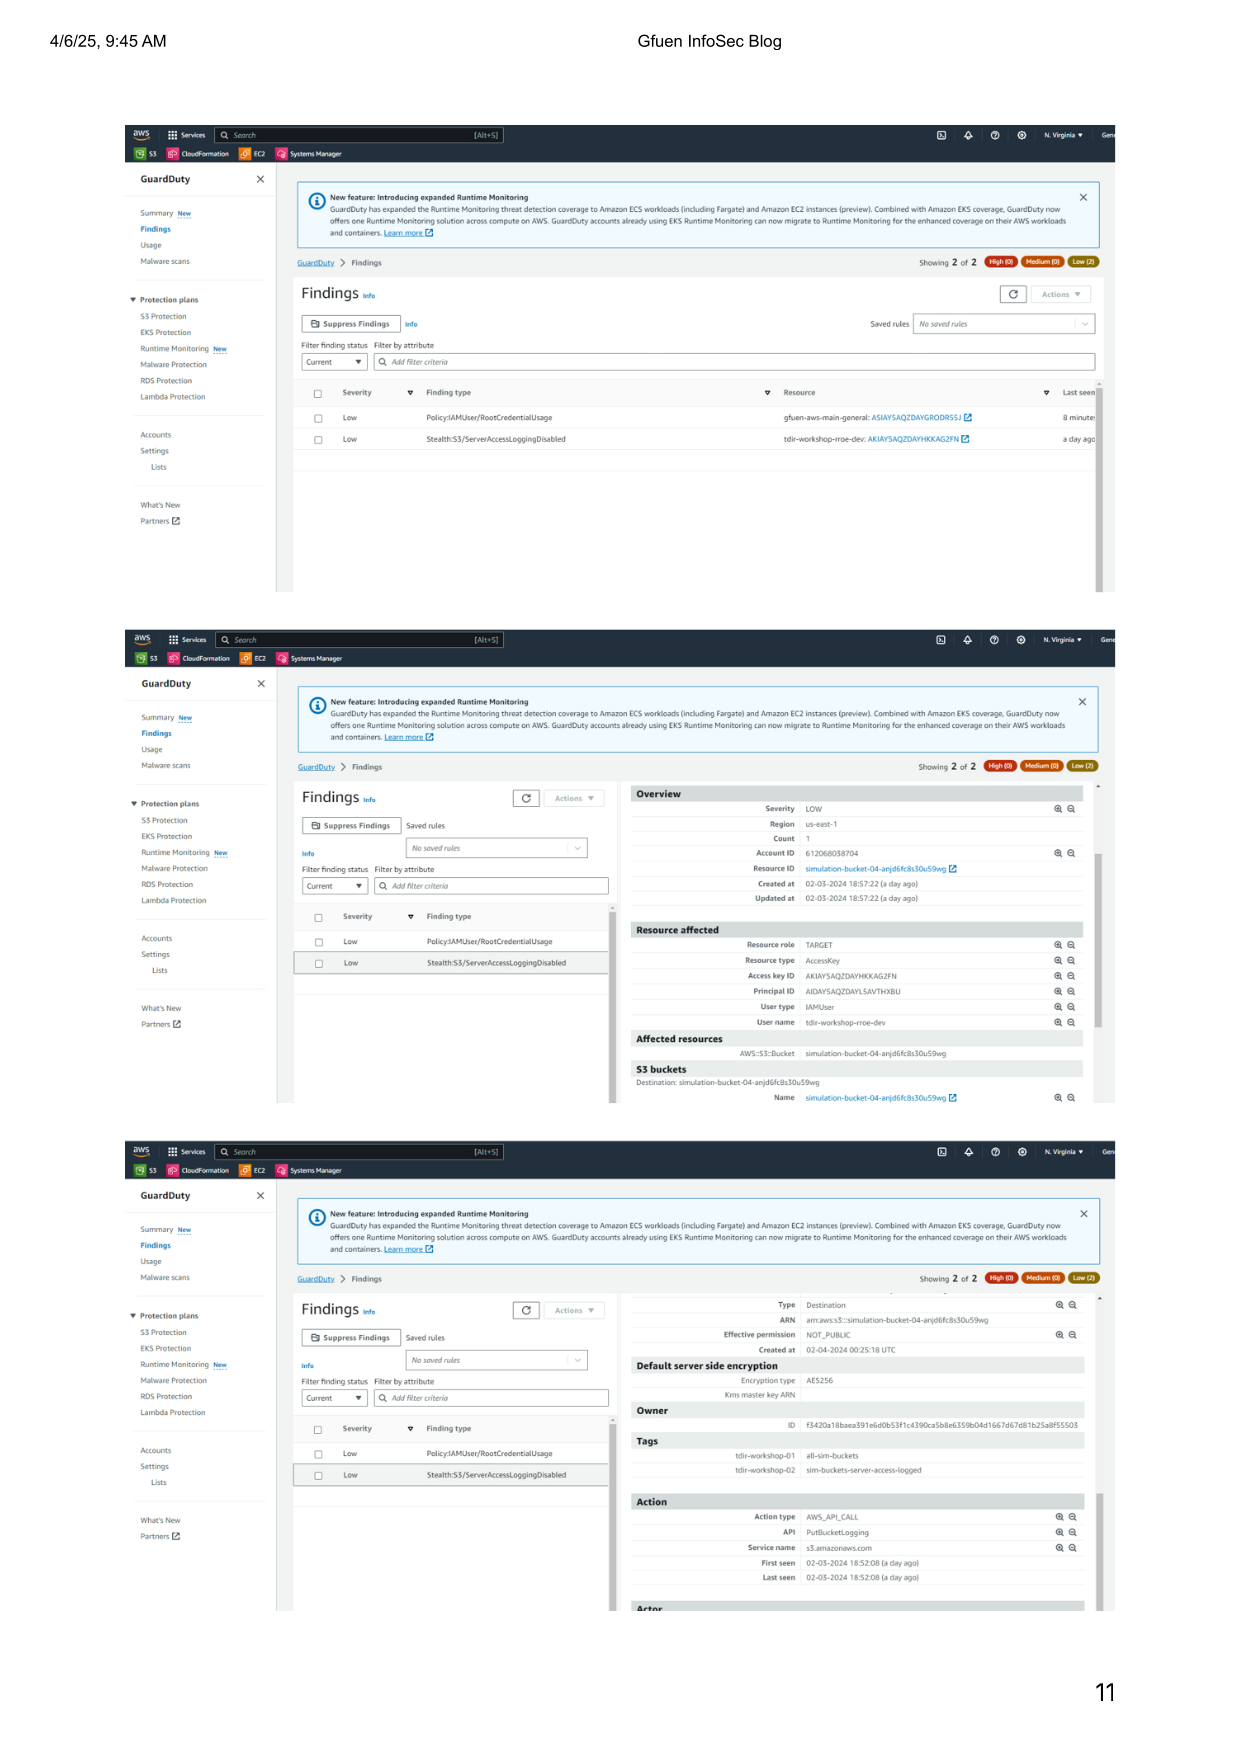 4/6/25, 9:45 AM
Gfuen InfoSec Blog
aws Services Search [Alt+S] N. Virginia
S3 CloudFormation EC2 Systems Manager
GuardDuty
Summary New
Findings
Usage
Malware scans
Protection plans
S3 Protection
EKS Protection
Runtime Monitoring New
Malware Protection
RDS Protection
Lambda Protection
Accounts
Settings
Lists
What's New
Partners
New feature: Introducing expanded Runtime Monitoring
GuardDuty has expanded the Runtime Monitoring threat detection coverage to Amazon ECS workloads (including Fargate) and Amazon EC2 instances (preview). Combined with Amazon EKS coverage, GuardDuty now
offers one Runtime Monitoring solution across compute on AWS. GuardDuty accounts already using EKS Runtime Monitoring can now migrate to Runtime Monitoring for the enhanced coverage on their AWS workloads
and containers. Learn more
GuardDuty > Findings
Showing 2 of 2 High (0) Medium (0) Low (2)
Findings Info
Actions
Suppress Findings Info
Saved rules No saved rules
Filter finding status Filter by attribute
Current Add filter criteria
Severity Finding type Resource Last seen
Low Policy:IAMUser/RootCredentialUsage gfuen-aws-main-general: ASIAY5AQZDAYGRODR55J 8 minute
Low Stealth:S3/ServerAccessLoggingDisabled tdir-workshop-rroe-dev: AKIAY5AQZDAYHKKAG2FN a day ago
aws Services Search [Alt+S] N. Virginia
S3 CloudFormation EC2 Systems Manager
GuardDuty
Summary New
Findings
Usage
Malware scans
Protection plans
S3 Protection
EKS Protection
Runtime Monitoring New
Malware Protection
RDS Protection
Lambda Protection
Accounts
Settings
Lists
What's New
Partners
New feature: Introducing expanded Runtime Monitoring
GuardDuty has expanded the Runtime Monitoring threat detection coverage to Amazon ECS workloads (including Fargate) and Amazon EC2 instances (preview). Combined with Amazon EKS coverage, GuardDuty now
offers one Runtime Monitoring solution across compute on AWS. GuardDuty accounts already using EKS Runtime Monitoring can now migrate to Runtime Monitoring for the enhanced coverage on their AWS workloads
and containers. Learn more
GuardDuty > Findings
Showing 2 of 2 High (0) Medium (0) Low (2)
Findings Info
Actions
Suppress Findings Saved rules
No saved rules
Info
Filter finding status Filter by attribute
Current Add filter criteria
Severity Finding type
Low Policy:IAMUser/RootCredentialUsage
Low Stealth:S3/ServerAccessLoggingDisabled
Overview
Severity LOW
Region us-east-1
Count 1
Account ID 612068038704
Resource ID simulation-bucket-04-anjd6fc8s30u59wg
Created at 02-03-2024 18:57:22 (a day ago)
Updated at 02-03-2024 18:57:22 (a day ago)
Resource affected
Resource role TARGET
Resource type AccessKey
Access key ID AKIAY5AQZDAYHKKAG2FN
Principal ID AIDAY5AQZDAYL5AVTHXBU
User type IAMUser
User name tdir-workshop-rroe-dev
Affected resources
AWS::S3::Bucket simulation-bucket-04-anjd6fc8s30u59wg
S3 buckets
Destination: simulation-bucket-04-anjd6fc8s30u59wg
Name simulation-bucket-04-anjd6fc8s30u59wg
aws Services Search [Alt+S] N. Virginia
S3 CloudFormation EC2 Systems Manager
GuardDuty
Summary New
Findings
Usage
Malware scans
Protection plans
S3 Protection
EKS Protection
Runtime Monitoring New
Malware Protection
RDS Protection
Lambda Protection
Accounts
Settings
Lists
What's New
Partners
New feature: Introducing expanded Runtime Monitoring
GuardDuty has expanded the Runtime Monitoring threat detection coverage to Amazon ECS workloads (including Fargate) and Amazon EC2 instances (preview). Combined with Amazon EKS coverage, GuardDuty now
offers one Runtime Monitoring solution across compute on AWS. GuardDuty accounts already using EKS Runtime Monitoring can now migrate to Runtime Monitoring for the enhanced coverage on their AWS workloads
and containers. Learn more
GuardDuty > Findings
Showing 2 of 2 High (0) Medium (0) Low (2)
Findings Info
Actions
Suppress Findings Saved rules
No saved rules
Info
Filter finding status Filter by attribute
Current Add filter criteria
Severity Finding type
Low Policy:IAMUser/RootCredentialUsage
Low Stealth:S3/ServerAccessLoggingDisabled
Type Destination
ARN arn:aws:s3:::simulation-bucket-04-anjd6fc8s30u59wg
Effective permission NOT_PUBLIC
Created at 02-04-2024 00:25:18 UTC
Default server side encryption
Encryption type AES256
Kms master key ARN
Owner
ID f3420a18baea391e6d0b53f1c4390ca5b8e6359b04d1667d67d81b25a8f55503
Tags
tdir-workshop-01 all-sim-buckets
tdir-workshop-02 sim-buckets-server-access-logged
Action
Action type AWS_API_CALL
API PutBucketLogging
Service name s3.amazonaws.com
First seen 02-03-2024 18:52:08 (a day ago)
Last seen 02-03-2024 18:52:08 (a day ago)
Actor
11